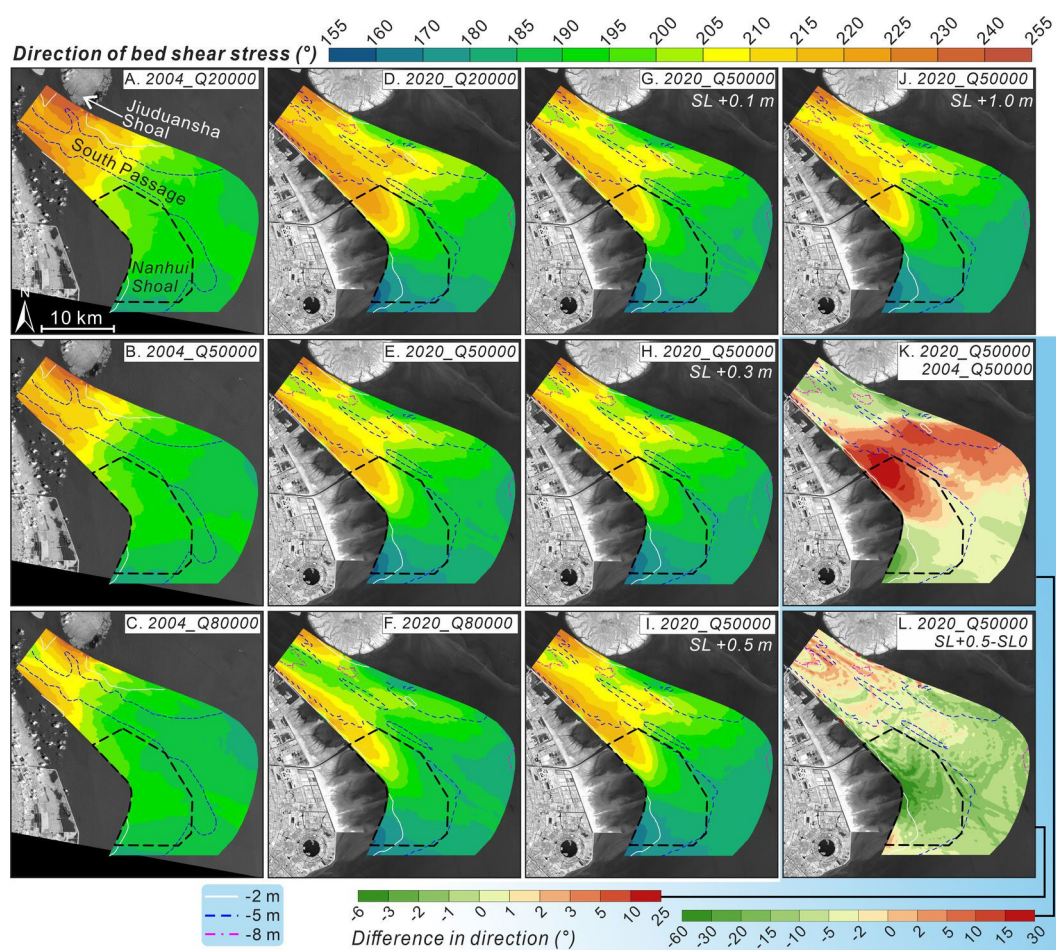 155 160 170 180 185 190 195 200 205 210 215 220 225 230 240 255
Direction of bed shear stress (°)
A. 2004_Q20000
Jiuduansha
Shoal
South Passage
Nanhui
Shoal
N
10 km
D. 2020_Q20000
G. 2020_Q50000
SL +0.1 m
J. 2020_Q50000
SL +1.0 m
B. 2004_Q50000
E. 2020_Q50000
H. 2020_Q50000
SL +0.3 m
K. 2020_Q50000
2004_Q50000
C. 2004_Q80000
F. 2020_Q80000
I. 2020_Q50000
SL +0.5 m
L. 2020_Q50000
SL+0.5-SL0
-2 m
-5 m
-8 m
-6 -3 -2 -1 0 1 2 3 5 10 25
Difference in direction (°)
-60 -30 -20 -15 -10 -5 0 2 5 10 15 30